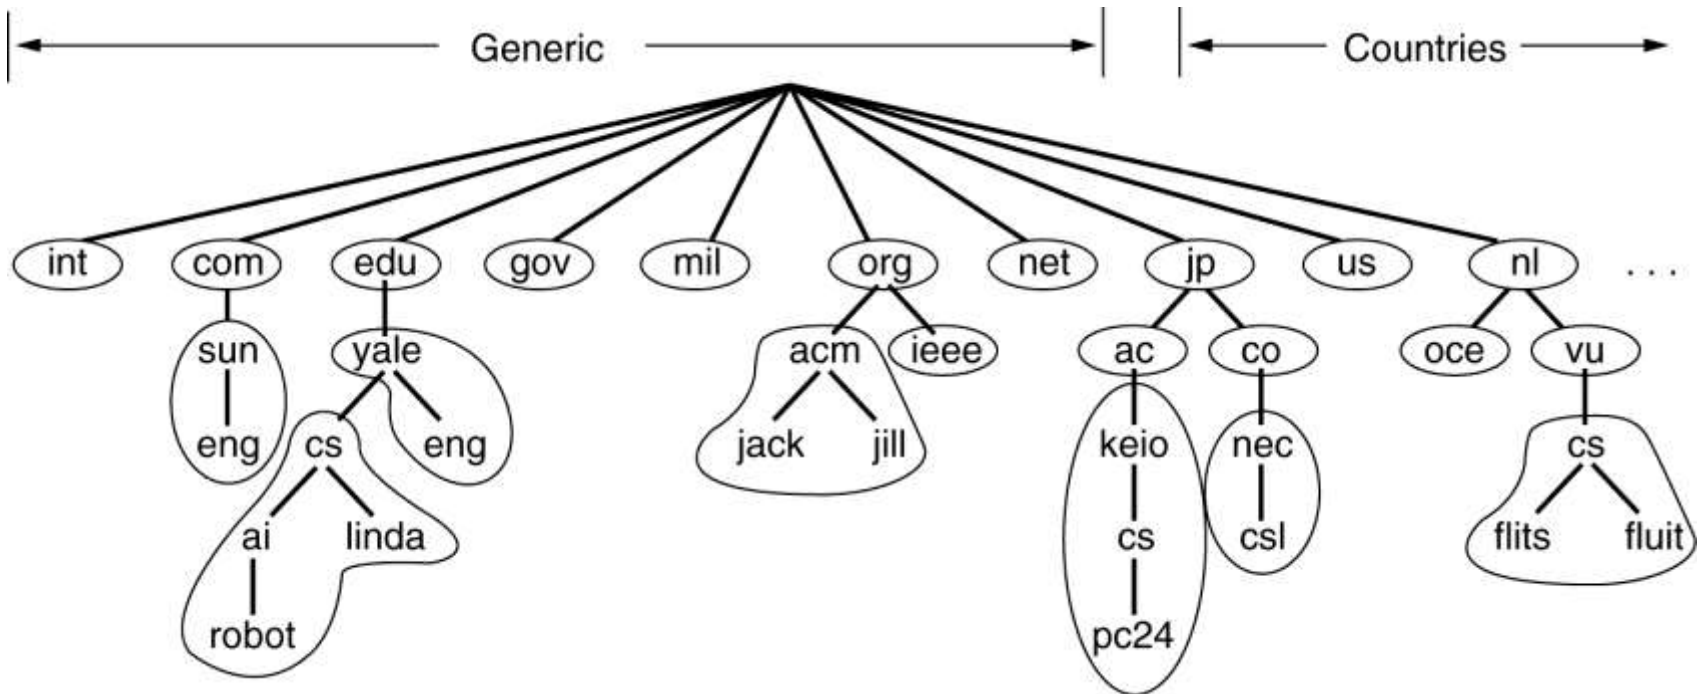 Generic Countries
int com edu gov mil org net jp us nl . . .
sun yale acm ieee ac co oce vu
eng cs eng jack jill keio nec cs
ai linda cs csl flits fluit
robot pc24